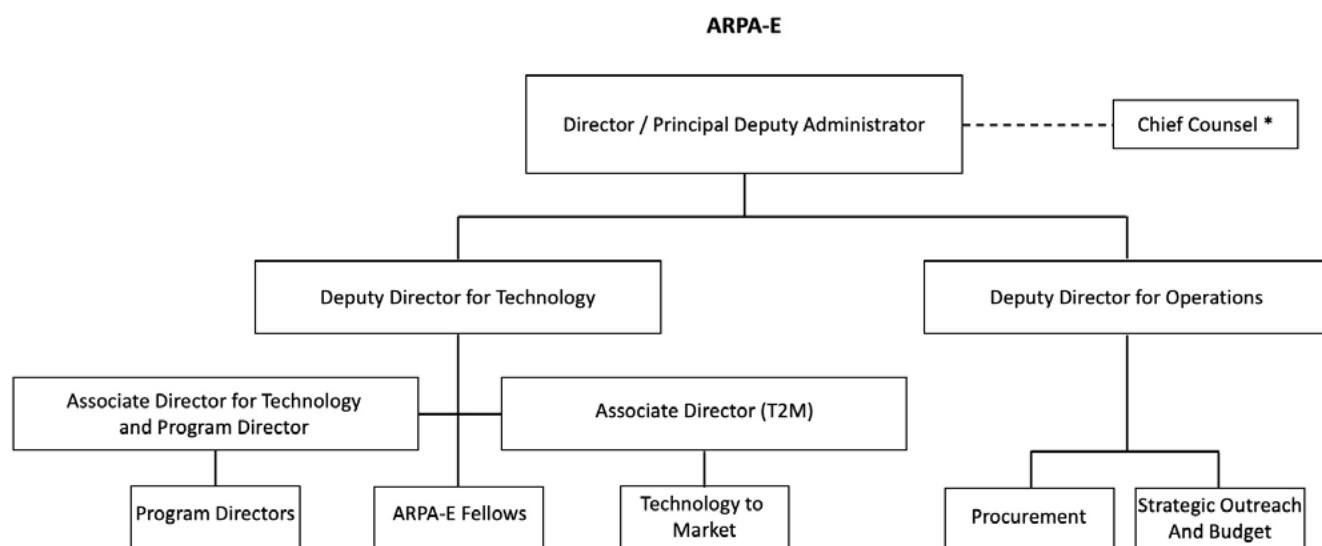 ARPA-E
Director / Principal Deputy Administrator
Chief Counsel *
Deputy Director for Technology
Deputy Director for Operations
Associate Director for Technology
and Program Director
Associate Director (T2M)
Program Directors
ARPA-E Fellows
Technology to
Market
Procurement
Strategic Outreach
And Budget